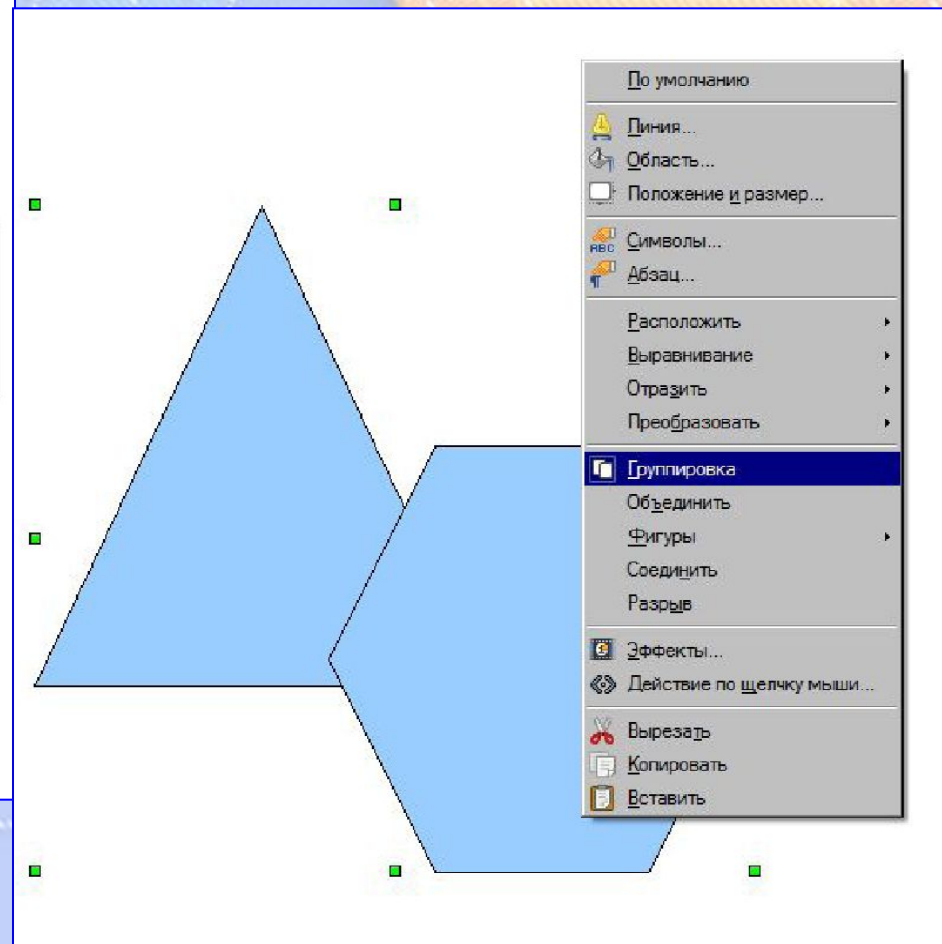 По умолчанию
Линия...
Область...
Положение и размер...
ABC
Символы...
Абзац...
Расположить
Выравнивание
Отразить
Преобразовать
Группировка
Объединить
Фигуры
Соединить
Разрыв
Эффекты...
Действие по щелчку мыши...
Вырезать
Копировать
Вставить